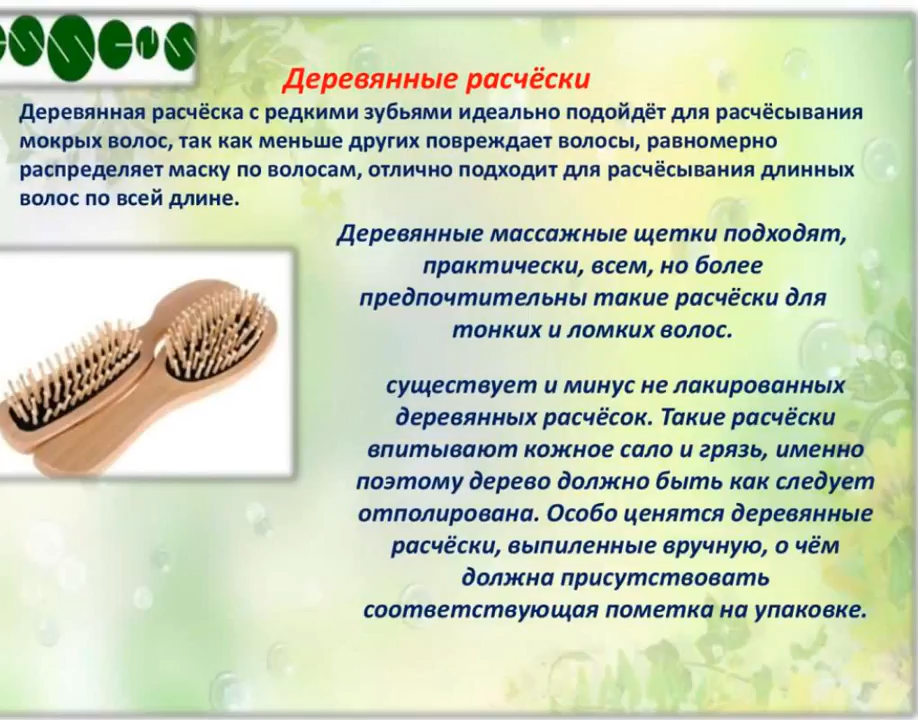 essens
Деревянные расчёски
Деревянная расчёска с редкими зубьями идеально подойдёт для расчёсывания
мокрых волос, так как меньше других повреждает волосы, равномерно
распределяет маску по волосам, отлично подходит для расчёсывания длинных
волос по всей длине.
Деревянные массажные щетки подходят,
практически, всем, но более
предпочтительны такие расчёски для
тонких и ломких волос.
существует и минус не лакированных
деревянных расчёсок. Такие расчёски
впитывают кожное сало и грязь, именно
поэтому дерево должно быть как следует
отполирована. Особо ценятся деревянные
расчёски, выпиленные вручную, о чём
должна присутствовать
соответствующая пометка на упаковке.